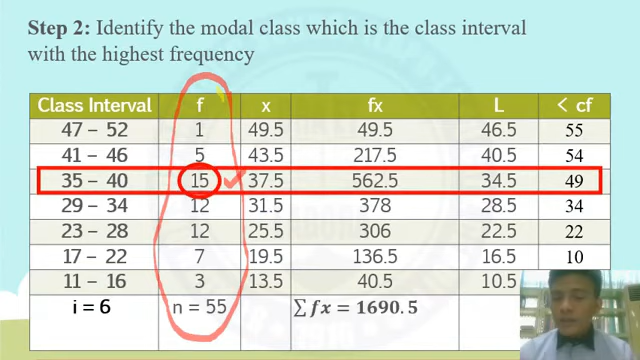 Step 2: Identify the modal class which is the class interval
with the highest frequency
Class Interval f x fx L < cf
47 – 52 1 49.5 49.5 46.5 55
41 – 46 5 43.5 217.5 40.5 54
35 – 40 15 37.5 562.5 34.5 49
29 – 34 12 31.5 378 28.5 34
23 – 28 12 25.5 306 22.5 22
17 – 22 7 19.5 136.5 16.5 10
11 – 16 3 13.5 40.5 10.5
i = 6 n = 55 ∑ fx = 1690.5